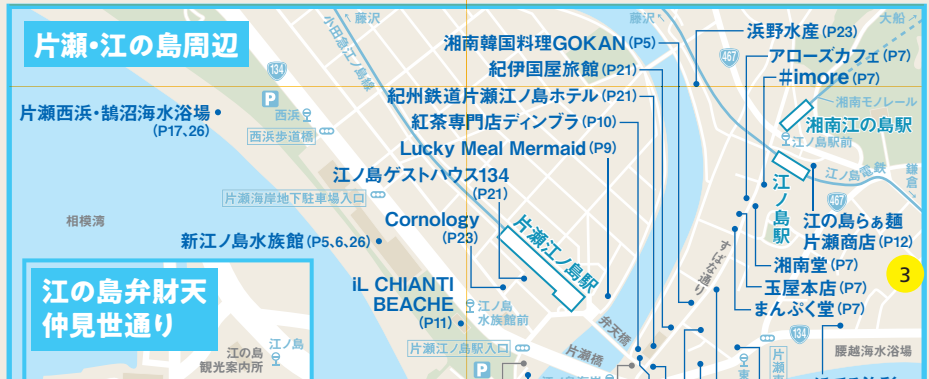 片瀬・江の島周辺
藤沢
小田急江ノ島線
134
P
西浜
西浜歩道橋
片瀬西浜・鵠沼海水浴場
(P17、26)
片瀬海岸地下駐車場入口
相模湾
新江ノ島水族館(P5、6、26)
藤沢
湘南韓国料理GOKAN(P5)
紀伊国屋旅館(P21)
紀州鉄道片瀬江ノ島ホテル(P21)
紅茶専門店ディンブラ(P10)
Lucky Meal Mermaid(P9)
江ノ島ゲストハウス134
(P21)
Cornology
(P23)
片瀬江ノ島駅
iL CHIANTI
BEACHE
(P11)
江ノ島
水族館前
片瀬江ノ島駅入口
P
弁天橋
片瀬橋
すばな通り
大船
浜野水産(P23)
467
アローズカフェ(P7)
#imore(P7)
湘南モノレール
湘南江の島駅
江ノ島駅前
江ノ島電鉄
鎌倉
江ノ島駅
467
江の島らぁ麺
片瀬商店(P12)
湘南堂(P7)
玉屋本店(P7)
まんぷく堂(P7)
3
134
腰越海水浴場
江の島弁財天
仲見世通り
江の島
観光案内所
江ノ島